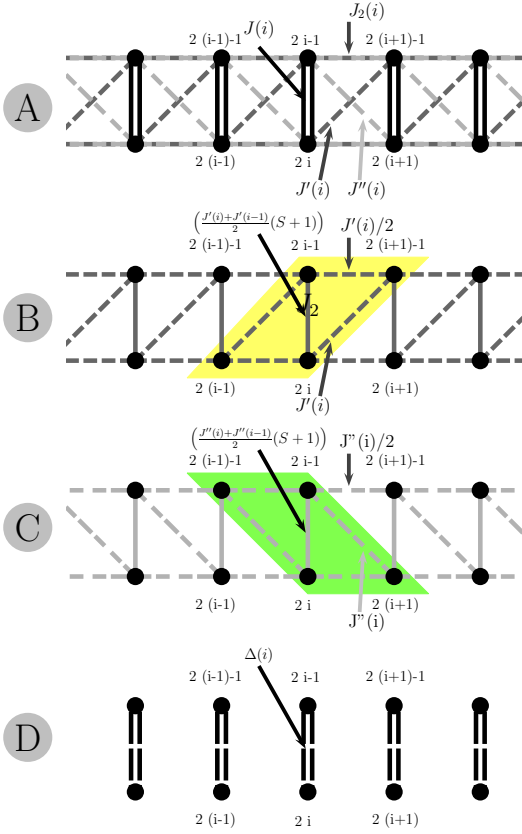 J₂(i)
2 (i-1)-1 J(i) 2 i-1 2 (i+1)-1
A
2 (i-1) 2 i 2 (i+1)
J′(i) J′′(i)
(J′(i)+J′(i-1)/2 (S+1)) J′(i)/2
2 (i-1)-1 2 i-1 2 (i+1)-1
B
J₂
2 (i-1) 2 i 2 (i+1)
J′(i)
(J′′(i)+J′′(i-1)/2 (S+1)) J”(i)/2
2 (i-1)-1 2 i-1 2 (i+1)-1
C
2 (i-1) 2 i 2 (i+1)
J”(i)
Δ(i)
2 (i-1)-1 2 i-1 2 (i+1)-1
D
2 (i-1) 2 i 2 (i+1)